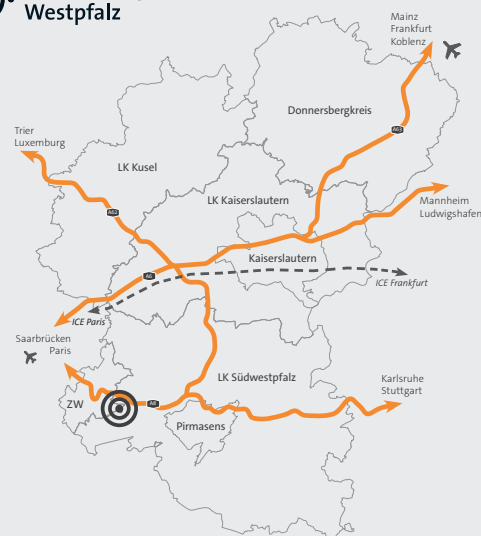 Westpfalz
Mainz
Frankfurt
Koblenz
Donnersbergkreis
A63
Trier
Luxemburg
LK Kusel
LK Kaiserslautern
Mannheim
Ludwigshafen
A62
Kaiserslautern
A6
ICE Frankfurt
ICE Paris
Saarbrücken
Paris
LK Südwestpfalz
Karlsruhe
Stuttgart
ZW
A8
Pirmasens